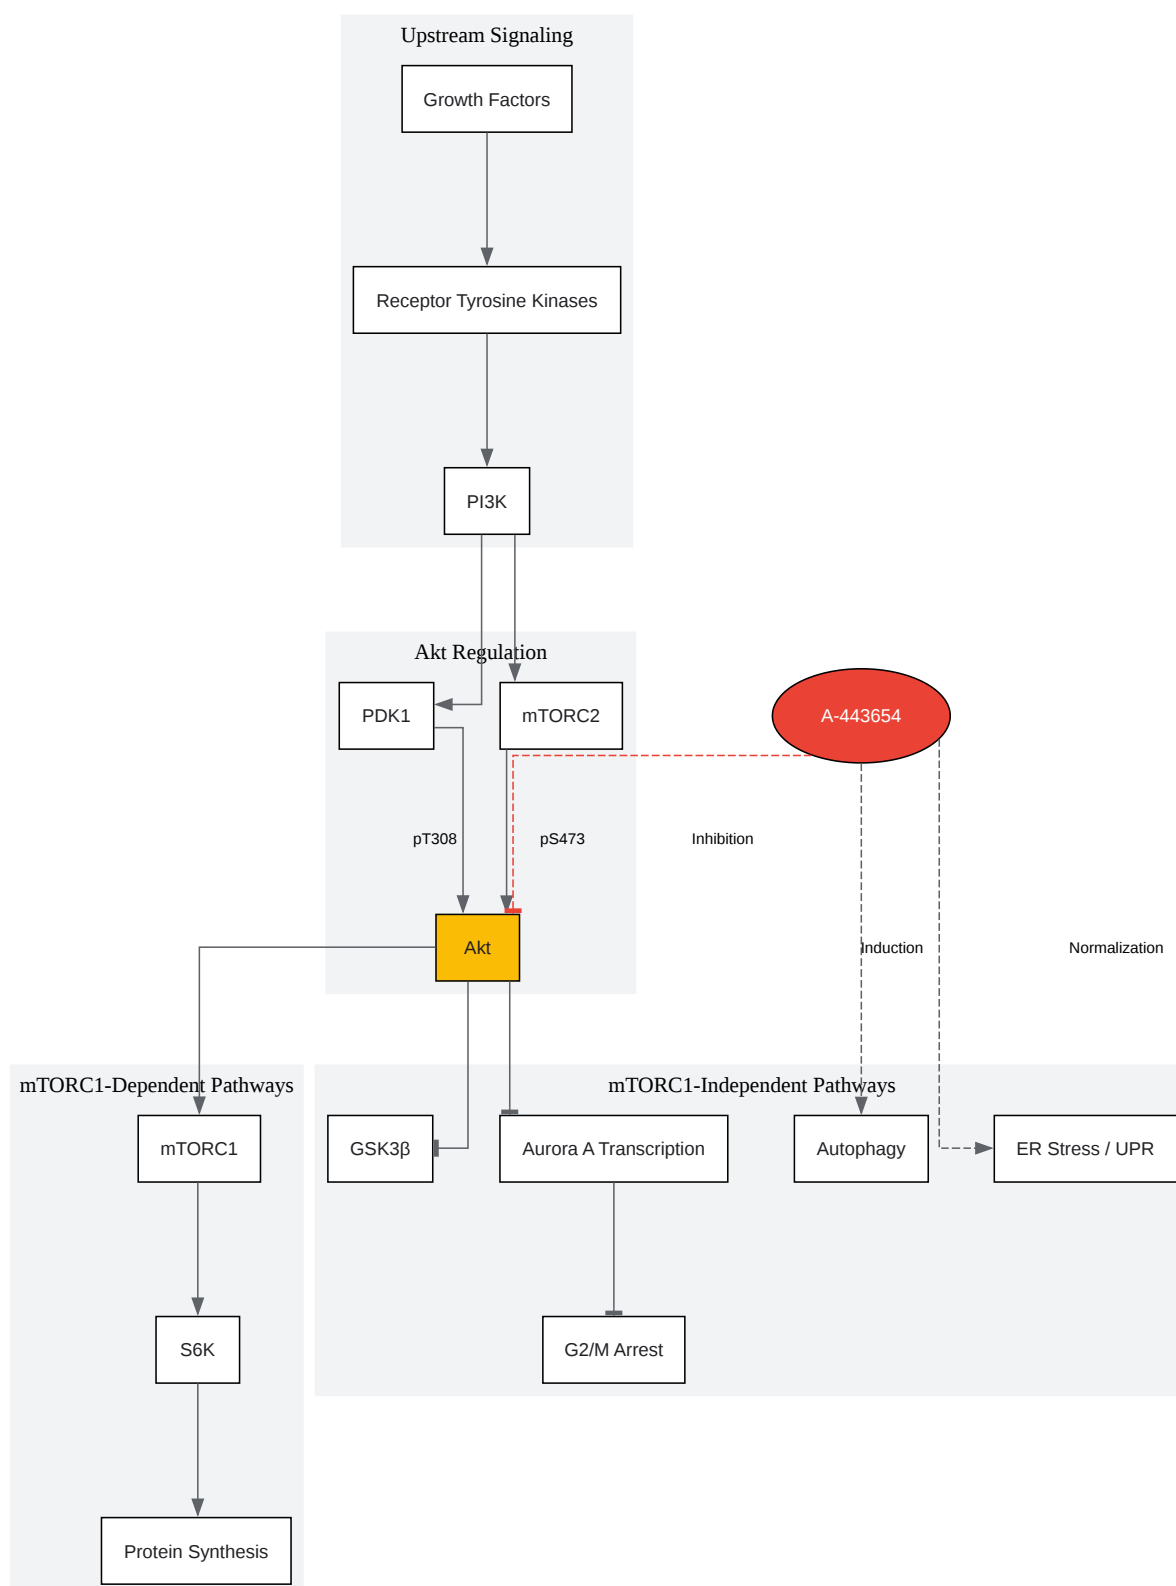 Upstream Signaling
Growth Factors
Receptor Tyrosine Kinases
PI3K
Akt Regulation
PDK1
mTORC2
A-443654
pT308
pS473
Inhibition
Akt
Induction
Normalization
mTORC1-Dependent Pathways
mTORC1-Independent Pathways
mTORC1
GSK3β
Aurora A Transcription
Autophagy
ER Stress / UPR
S6K
G2/M Arrest
Protein Synthesis